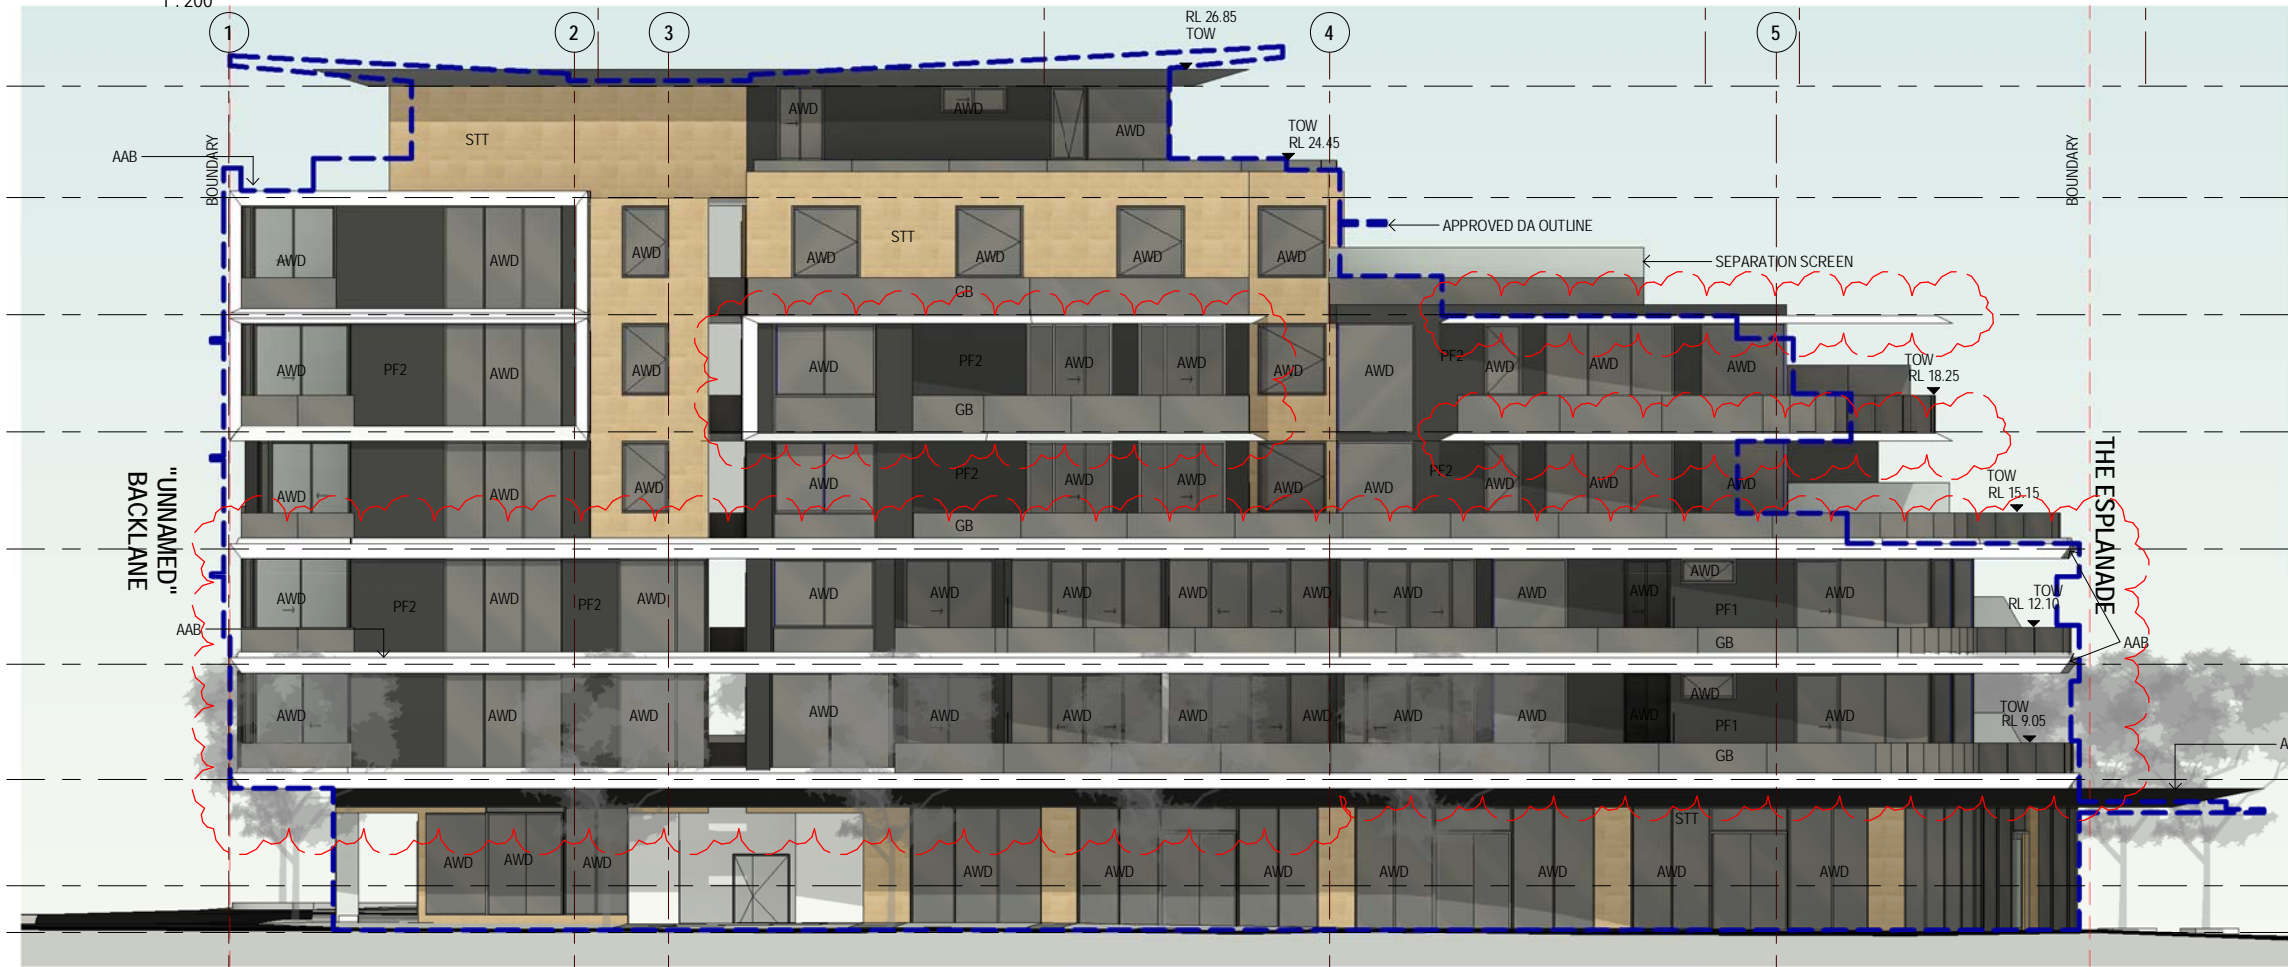 1 : 200
1
2
3
4
5
RL 26.85
TOW
AWD
AWD
AWD
STT
TOW
RL 24.45
AAB
BOUNDARY
BOUNDARY
APPROVED DA OUTLINE
STT
AWD
AWD
AWD
AWD
AWD
AWD
AWD
SEPARATION SCREEN
GB
AWD
PF2
AWD
AWD
AWD
PF2
AWD
AWD
AWD
AWD
PF2
AWD
AWD
AWD
TOW
RL 18.25
GB
AWD
AWD
AWD
AWD
PF2
AWD
AWD
AWD
AWD
PF2
AWD
AWD
AWD
TOW
RL 15.15
GB
"UNNAMED"
BACKLANE
THE ESPLANADE
AWD
PF2
AWD
PF2
AWD
AWD
AWD
AWD
AWD
AWD
AWD
AWD
AWD
AWD
PF1
AWD
TOW
RL 12.10
AAB
GB
AAB
AWD
AWD
AWD
AWD
AWD
AWD
AWD
AWD
AWD
AWD
AWD
AWD
PF1
AWD
TOW
RL 9.05
GB
A
STT
AWD
AWD
AWD
AWD
AWD
AWD
AWD
AWD
AWD
AWD